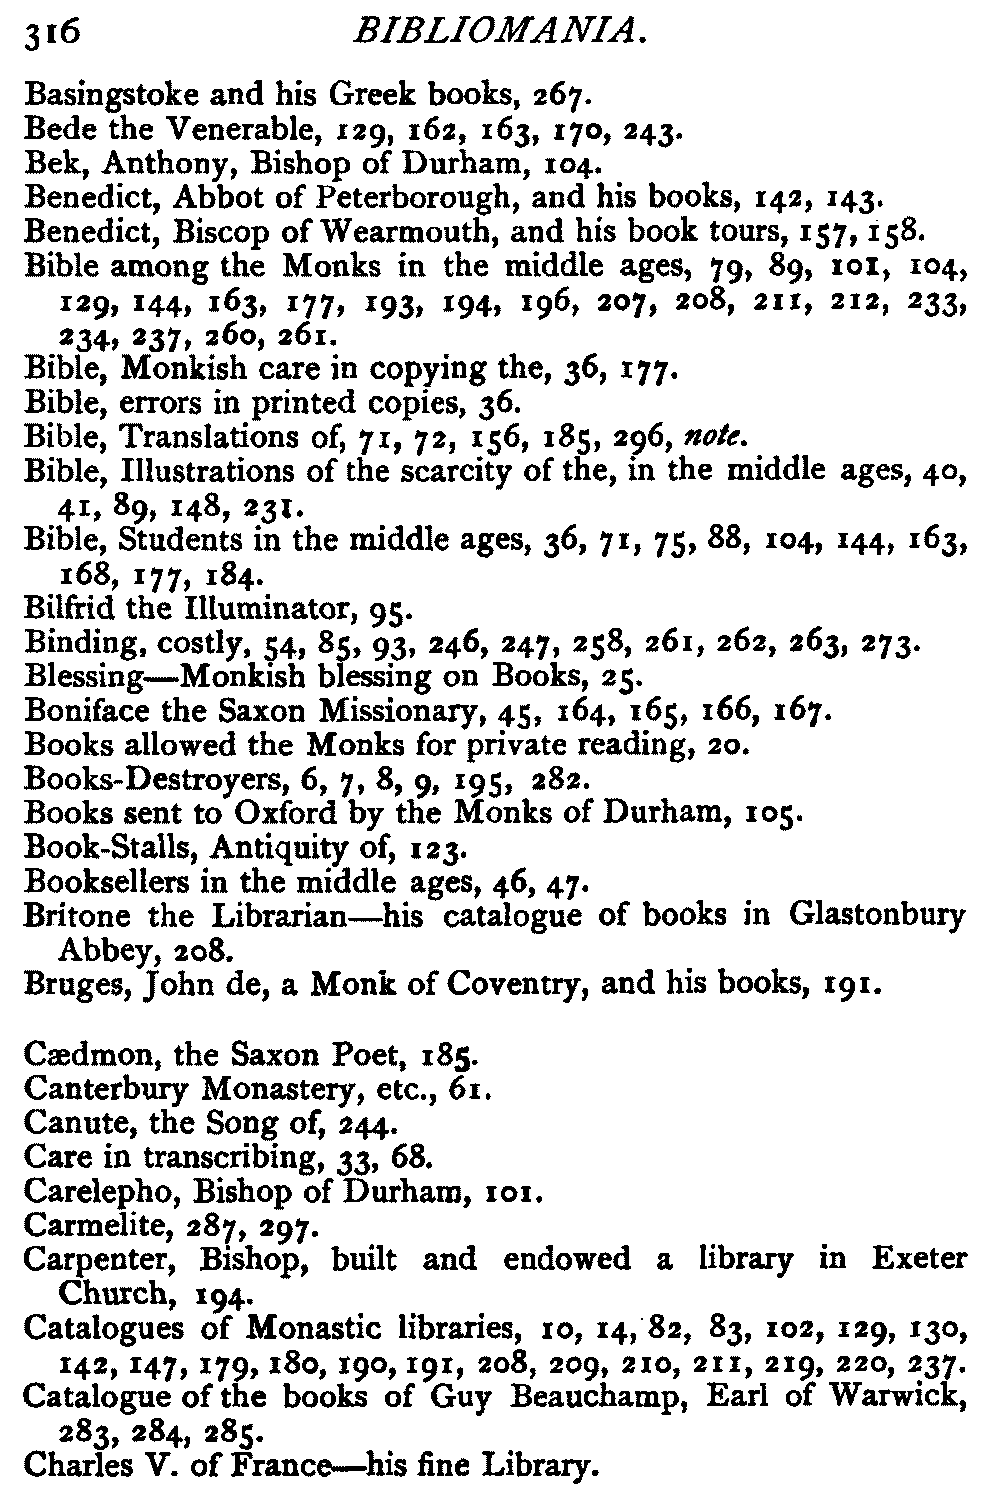 316 BIBLIOMANIA.
Basingstoke and his Greek books, 267.
Bede the Venerable, 129, 162, 163, 170, 243.
Bek, Anthony, Bishop of Durham, 104.
Benedict, Abbot of Peterborough, and his books, 142, 143.
Benedict, Biscop of Wearmouth, and his book tours, 157, 158.
Bible among the Monks in the middle ages, 79, 89, 101, 104,
129, 144, 163, 177, 193, 194, 196, 207, 208, 211, 212, 233,
234, 237, 260, 261.
Bible, Monkish care in copying the, 36, 177.
Bible, errors in printed copies, 36.
Bible, Translations of, 71, 72, 156, 185, 296, note.
Bible, Illustrations of the scarcity of the, in the middle ages, 40,
41, 89, 148, 231.
Bible, Students in the middle ages, 36, 71, 75, 88, 104, 144, 163,
168, 177, 184.
Bilfrid the Illuminator, 95.
Binding, costly, 54, 85, 93, 246, 247, 258, 261, 262, 263, 273.
Blessing—Monkish blessing on Books, 25.
Boniface the Saxon Missionary, 45, 164, 165, 166, 167.
Books allowed the Monks for private reading, 20.
Books-Destroyers, 6, 7, 8, 9, 195, 282.
Books sent to Oxford by the Monks of Durham, 105.
Book-Stalls, Antiquity of, 123.
Booksellers in the middle ages, 46, 47.
Britone the Librarian—his catalogue of books in Glastonbury
Abbey, 208.
Bruges, John de, a Monk of Coventry, and his books, 191.
Cædmon, the Saxon Poet, 185.
Canterbury Monastery, etc., 61.
Canute, the Song of, 244.
Care in transcribing, 33, 68.
Carelepho, Bishop of Durham, 101.
Carmelite, 287, 297.
Carpenter, Bishop, built and endowed a library in Exeter
Church, 194.
Catalogues of Monastic libraries, 10, 14, 82, 83, 102, 129, 130,
142, 147, 179, 180, 190, 191, 208, 209, 210, 211, 219, 220, 237.
Catalogue of the books of Guy Beauchamp, Earl of Warwick,
283, 284, 285.
Charles V. of France—his fine Library.